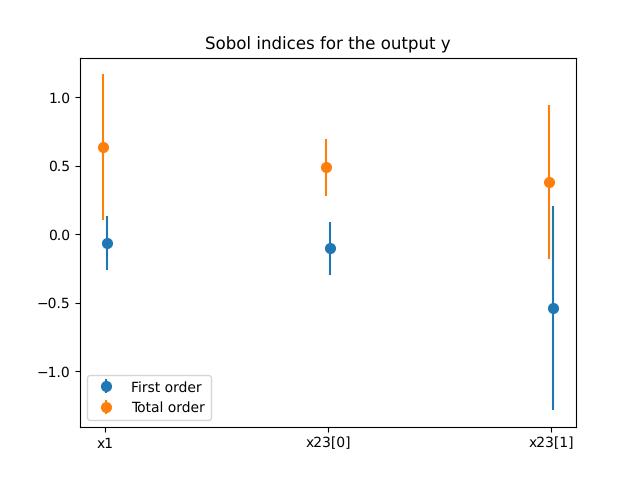 Sobol indices for the output y
1.0
0.5
0.0
−0.5
−1.0
First order
Total order
x1
x23[0]
x23[1]